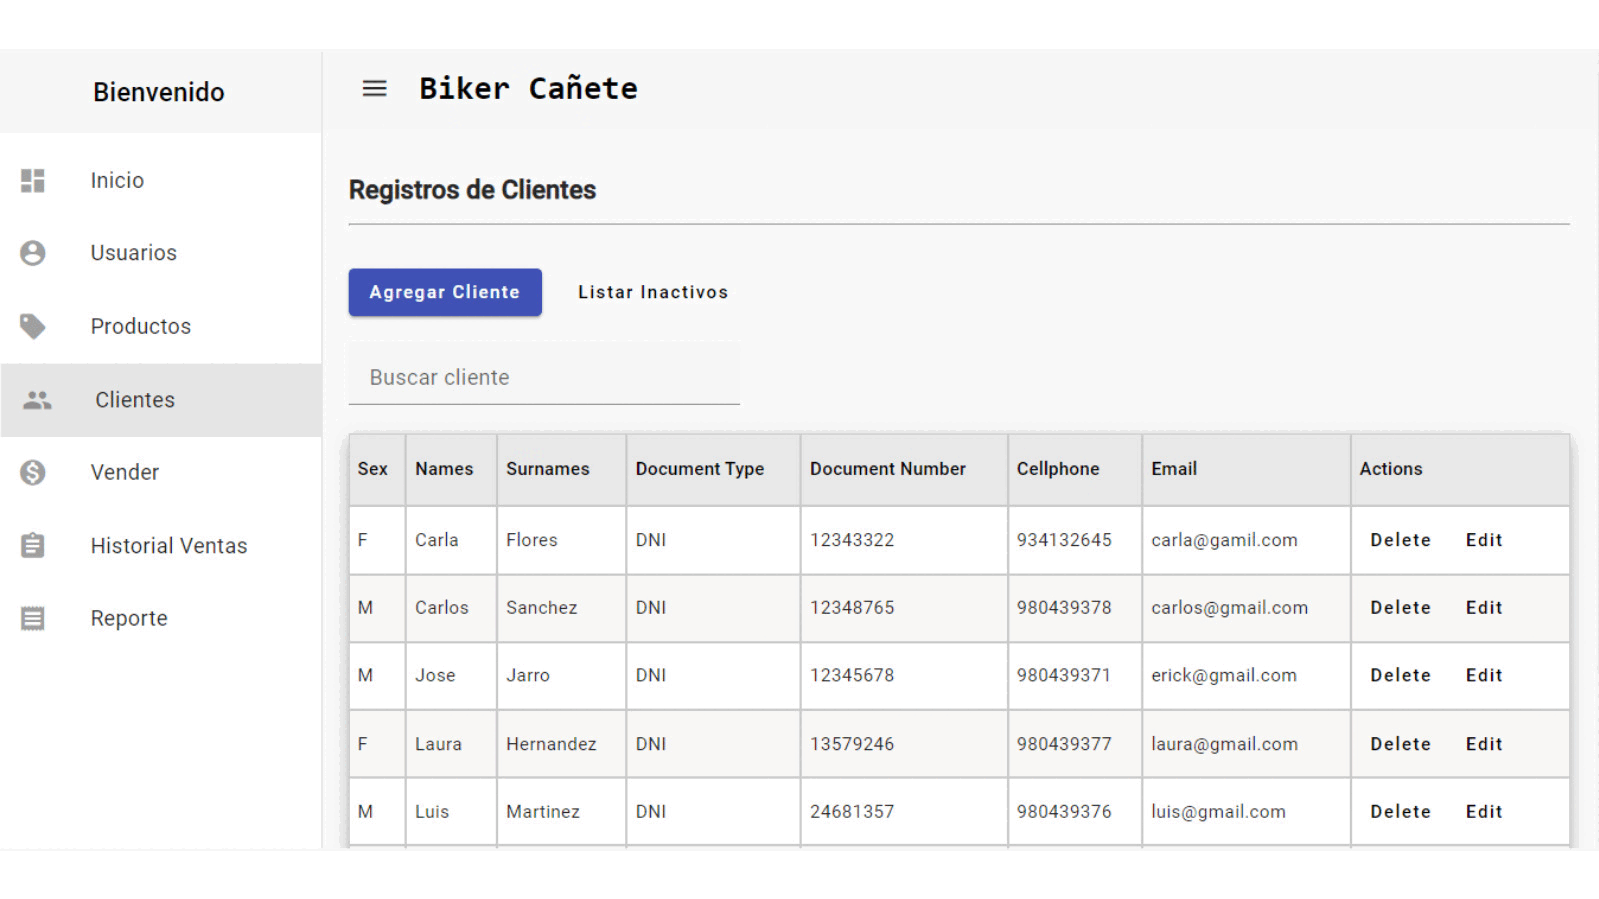 Bienvenido
Biker Cañete
Inicio
Usuarios
Productos
Clientes
Vender
Historial Ventas
Reporte
Registros de Clientes
Agregar Cliente Listar Inactivos
Buscar cliente
Sex Names Surnames Document Type Document Number Cellphone Email Actions
F Carla Flores DNI 12343322 934132645 carla@gamil.com Delete Edit
M Carlos Sanchez DNI 12348765 980439378 carlos@gmail.com Delete Edit
M Jose Jarro DNI 12345678 980439371 erick@gmail.com Delete Edit
F Laura Hernandez DNI 13579246 980439377 laura@gmail.com Delete Edit
M Luis Martinez DNI 24681357 980439376 luis@gmail.com Delete Edit